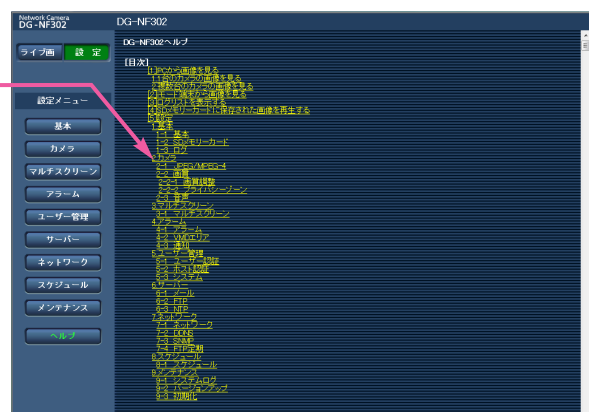 Network Camera
DG-NF302
DG-NF302
ライブ画
設 定
設定メニュー
基本
カメラ
マルチスクリーン
アラーム
ユーザー管理
サーバー
ネットワーク
スケジュール
メンテナンス
ヘルプ
DG-NF302ヘルプ
[目次]
[1]PCから画像を見る
1.1台のカメラの画像を見る
2.複数台のカメラの画像を見る
[2]モード端末から画像を見る
[3]ログリストを表示する
[4]SDメモリーカードに保存された画像を再生する
[5]設定
1.基本
1-1 基本
1-2 SDメモリーカード
1-3 ログ
2.カメラ
2-1 JPEG/MPEG-4
2-2 画質
2-2-1 画質調整
2-2-2 プライバシーゾーン
2-3 音声
3.マルチスクリーン
3-1 マルチスクリーン
4.アラーム
4-1 アラーム
4-2 VMDエリア
4-3 通知
5.ユーザー管理
5-1 ユーザー認証
5-2 ホスト認証
5-3 システム
6.サーバー
6-1 メール
6-2 FTP
6-3 NTP
7.ネットワーク
7-1 ネットワーク
7-2 DDNS
7-3 SNMP
7-4 FTP定期
8.スケジュール
8-1 スケジュール
9.メンテナンス
9-1 システムログ
9-2 バージョンアップ
9-3 初期化